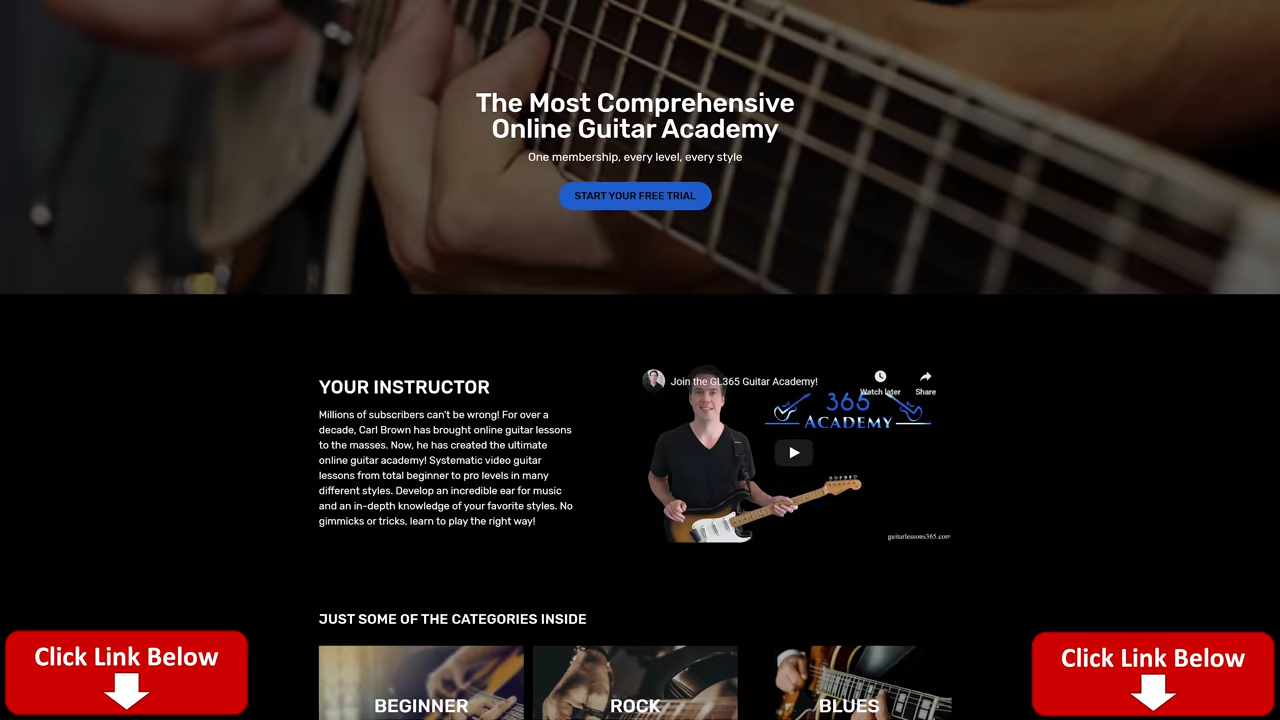 The Most Comprehensive
Online Guitar Academy
One membership, every level, every style
START YOUR FREE TRIAL
YOUR INSTRUCTOR
Millions of subscribers can't be wrong! For over a
decade, Carl Brown has brought online guitar lessons
to the masses. Now, he has created the ultimate
online guitar academy! Systematic video guitar
lessons from total beginner to pro levels in many
different styles. Develop an incredible ear for music
and an in-depth knowledge of your favorite styles. No
gimmicks or tricks, learn to play the right way!
Join the GL365 Guitar Academy!
Watch later
Share
365
ACADEMY
guitarlessons365.com
JUST SOME OF THE CATEGORIES INSIDE
BEGINNER
ROCK
BLUES
Click Link Below
Click Link Below